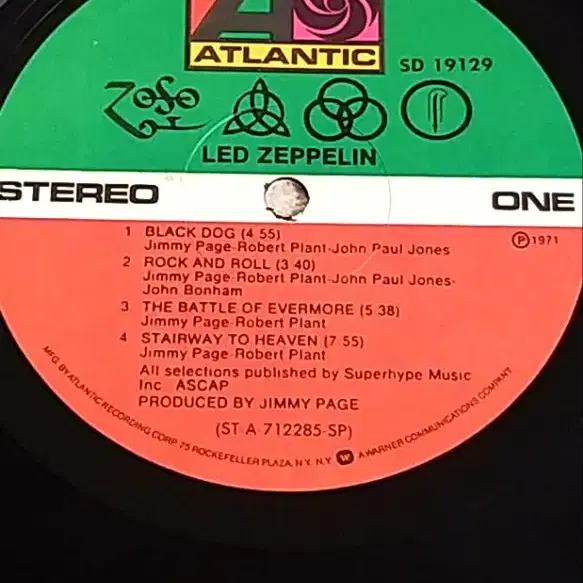 ATLANTIC
SD 19129
ZOSO
LED ZEPPELIN
STEREO
ONE
℗ 1971
1 BLACK DOG (4 55)
Jimmy Page-Robert Plant-John Paul Jones
2 ROCK AND ROLL (3 40)
Jimmy Page-Robert Plant-John Paul Jones-
John Bonham
3 THE BATTLE OF EVERMORE (5 38)
Jimmy Page-Robert Plant
4 STAIRWAY TO HEAVEN (7 55)
Jimmy Page-Robert Plant
All selections published by Superhype Music
Inc ASCAP
PRODUCED BY JIMMY PAGE
(ST-A-712285-SP)
MFG. BY ATLANTIC RECORDING CORP. 75 ROCKEFELLER PLAZA, N.Y. N.Y. W A WARNER COMMUNICATIONS COMPANY